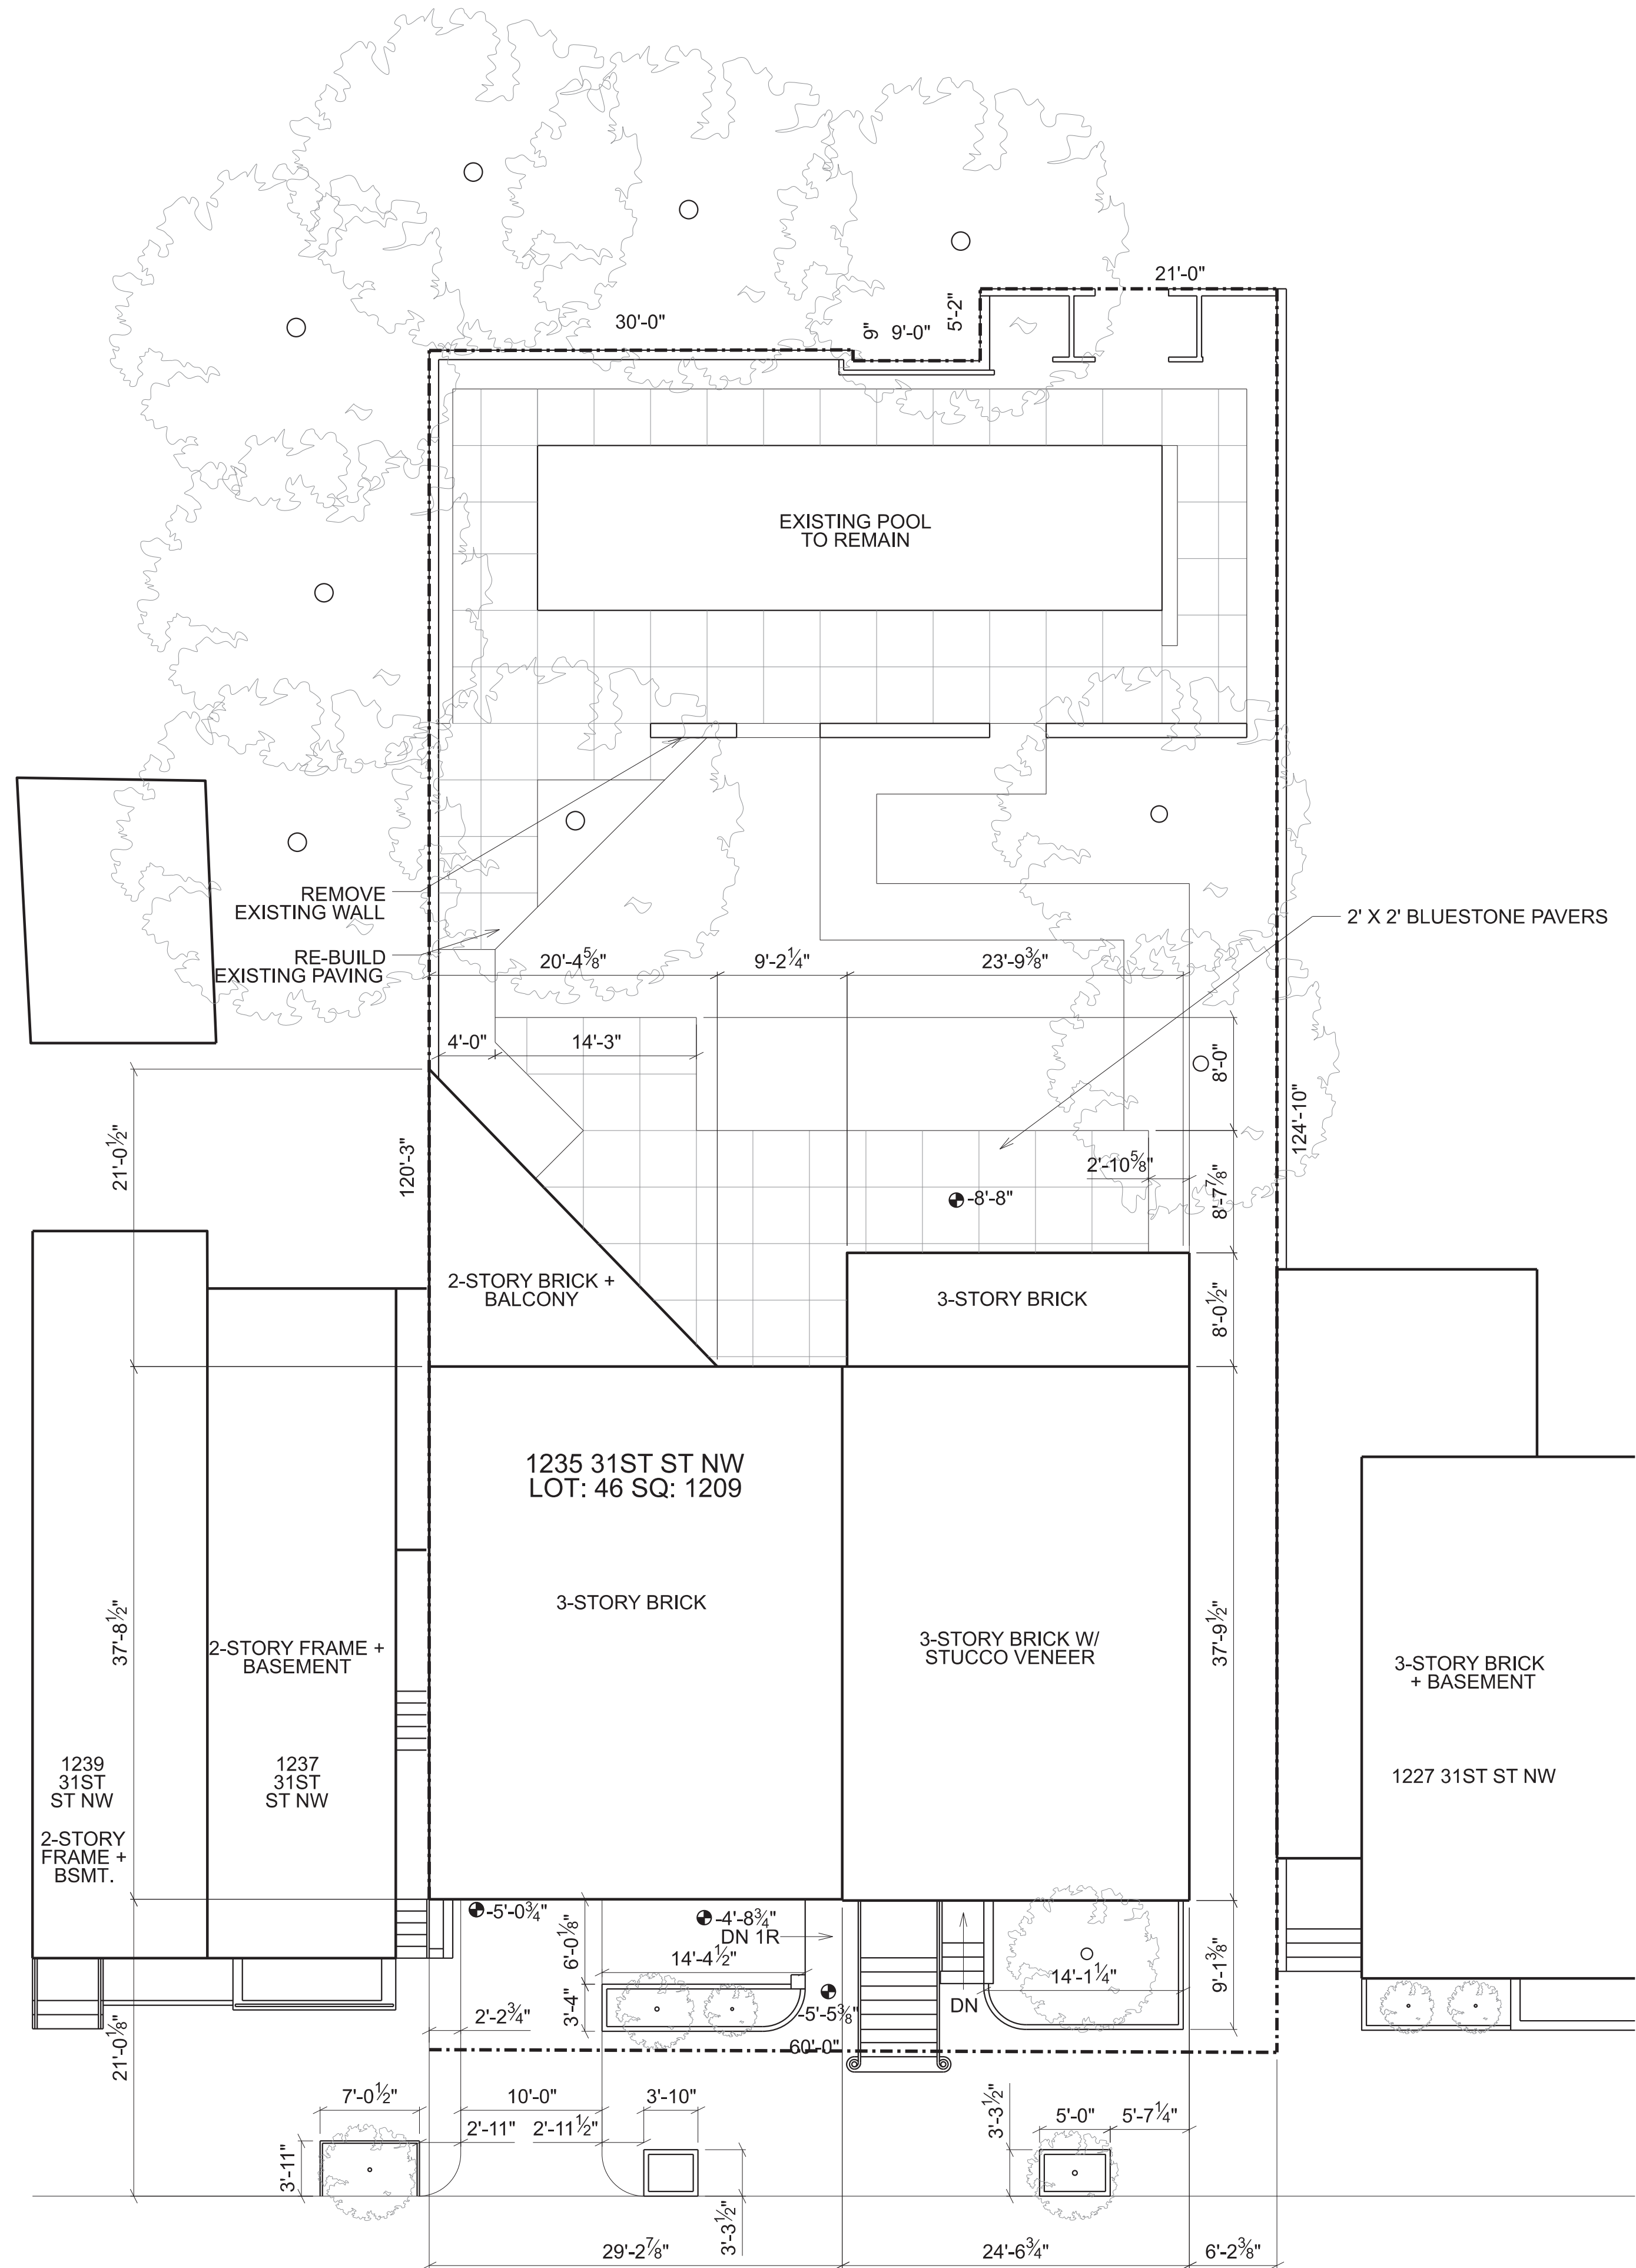 21'-0"
5'-2"
30'-0"
9"
9'-0"
EXISTING POOL
TO REMAIN
REMOVE
EXISTING WALL
2' X 2' BLUESTONE PAVERS
RE-BUILD
EXISTING PAVING
20'-4⅝"
9'-2¼"
23'-9⅜"
4'-0"
14'-3"
8'-0"
124'-10"
21'-0½"
120'-3"
2'-10⅝"
8'-7⅞"
-8'-8"
2-STORY BRICK +
BALCONY
3-STORY BRICK
8'-0½"
1235 31ST ST NW
LOT: 46 SQ: 1209
3-STORY BRICK
37'-8½"
37'-9½"
2-STORY FRAME +
BASEMENT
3-STORY BRICK W/
STUCCO VENEER
3-STORY BRICK
+ BASEMENT
1239
31ST
ST NW
1237
31ST
ST NW
1227 31ST ST NW
2-STORY
FRAME +
BSMT.
-5'-0¾"
6'-0⅛"
-4'-8¾"
DN 1R
14'-4½"
14'-1¼"
9'-1⅜"
DN
2'-2¾"
3'-4"
-5'-5⅜"
21'-0⅛"
60'-0"
7'-0½"
10'-0"
3'-10"
3'-3½"
5'-0"
5'-7¼"
2'-11"
2'-11½"
3'-11"
3'-3½"
29'-2⅞"
24'-6¾"
6'-2⅜"